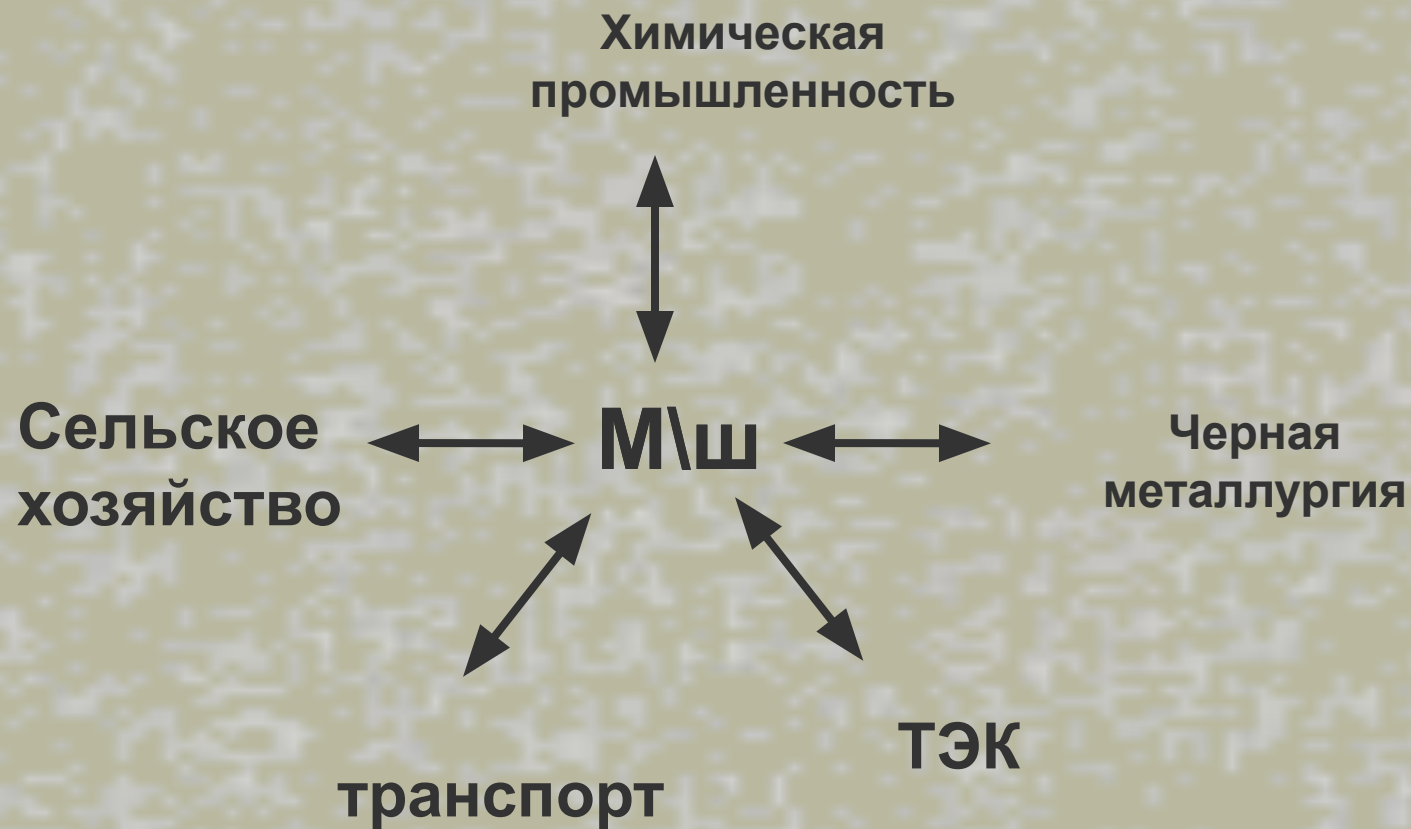 Химическая
промышленность
Сельское
хозяйство
М\ш
Черная
металлургия
ТЭК
транспорт